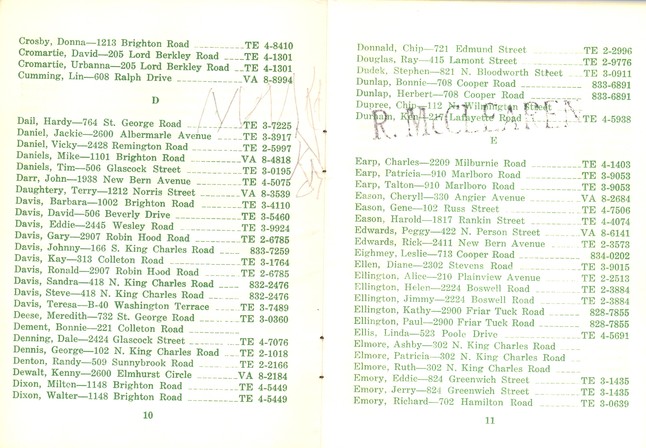 Crosby, Donna—1213 Brighton Road TE 4-8410
Cromartie, David—205 Lord Berkley Road TE 4-1301
Cromartie, Urbanna—205 Lord Berkley Road TE 4-1301
Cumming, Lin—608 Ralph Drive VA 8-8994
D
Dail, Hardy—764 St. George Road TE 3-7225
Daniel, Jackie—2600 Albermarle Avenue TE 3-3917
Daniel, Vicky—2428 Remington Road TE 2-5997
Daniels, Mike—1101 Brighton Road VA 8-4818
Daniels, Tim—506 Glascock Street TE 3-0195
Darr, John—1938 New Bern Avenue TE 4-5075
Daughtery, Terry—1212 Norris Street VA 8-3539
Davis, Barbara—1002 Brighton Road TE 3-4110
Davis, David—506 Beverly Drive TE 3-5460
Davis, Eddie—2445 Wesley Road TE 3-9924
Davis, Gary—2907 Robin Hood Road TE 2-6785
Davis, Johnny—166 S. King Charles Road 833-7259
Davis, Kay—313 Colleton Road TE 3-1764
Davis, Ronald—2907 Robin Hood Road TE 2-6785
Davis, Sandra—418 N. King Charles Road 832-2476
Davis, Steve—418 N. King Charles Road 832-2476
Davis, Teresa—B-40 Washington Terrace TE 3-7489
Deese, Meredith—732 St. George Road TE 3-0360
Dement, Bonnie—221 Colleton Road
Denning, Dale—2424 Glascock Street TE 4-7076
Dennis, George—102 N. King Charles Road TE 2-1018
Denton, Randy—509 Sunnybrook Road TE 2-2166
Dewalt, Kenny—2600 Elmhurst Circle VA 8-2184
Dixon, Milton—1148 Brighton Road TE 4-5449
Dixon, Walter—1148 Brighton Road TE 4-5449
10
Donnald, Chip—721 Edmund Street TE 2-2996
Douglas, Ray—415 Lamont Street TE 2-9776
Dudek, Stephen—821 N. Bloodworth Street TE 3-0911
Dunlap, Bonnie—708 Cooper Road 833-6891
Dunlap, Herbert—708 Cooper Road 833-6891
Dupree, Chip—112 N. Wilmington Street
Durham, Ken—217 Lafayette Road TE 4-5938
R. McCLEAREN
E
Earp, Charles—2209 Milburnie Road TE 4-1403
Earp, Patricia—910 Marlboro Road TE 3-9053
Earp, Talton—910 Marlboro Road TE 3-9053
Eason, Cheryll—330 Angier Avenue VA 8-2684
Eason, Gene—102 Russ Street TE 4-7506
Eason, Harold—1817 Rankin Street TE 4-4074
Edwards, Peggy—422 N. Person Street VA 8-6141
Edwards, Rick—2411 New Bern Avenue TE 2-3573
Eighmey, Leslie—713 Cooper Road 834-0202
Ellen, Diane—2302 Stevens Road TE 3-9015
Ellington, Alice—210 Plainview Avenue TE 2-2513
Ellington, Helen—2224 Boswell Road TE 2-3884
Ellington, Jimmy—2224 Boswell Road TE 2-3884
Ellington, Kathy—2900 Friar Tuck Road 828-7855
Ellington, Paul—2900 Friar Tuck Road 828-7855
Ellis, Linda—523 Poole Drive TE 4-5691
Elmore, Ashby—302 N. King Charles Road
Elmore, Patricia—302 N. King Charles Road
Elmore, Ruth—302 N. King Charles Road
Emory, Eddie—824 Greenwich Street TE 3-1435
Emory, Jerry—824 Greenwich Street TE 3-1435
Emory, Richard—702 Hamilton Road TE 3-0639
11